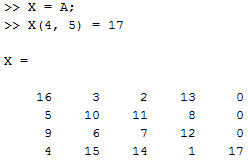 >> X = A;
>> X(4, 5) = 17
X =
16 3 2 13 0
5 10 11 8 0
9 6 7 12 0
4 15 14 1 17